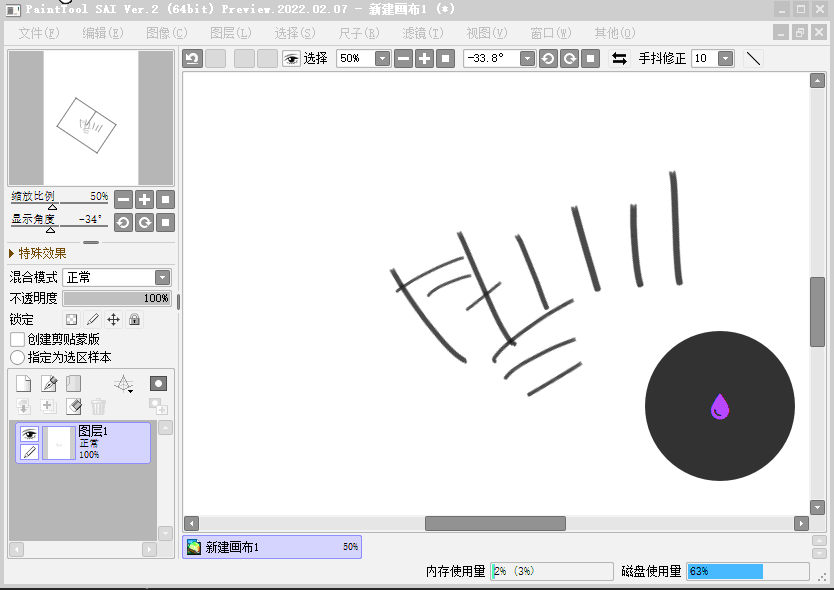 PaintTool SAI Ver.2 (64bit) Preview.2022.02.07 - 新建画布1 (*)
文件(F) 编辑(E) 图像(C) 图层(L) 选择(S) 尺子(R) 滤镜(T) 视图(V) 窗口(W) 其他(O)
选择 50% -33.8° 手抖修正 10
缩放比例 50%
显示角度 -34°
特殊效果
混合模式 正常
不透明度 100%
锁定
创建剪贴蒙版
指定为选区样本
图层1
正常
100%
新建画布1 50%
内存使用量 2% (3%) 磁盘使用量 63%